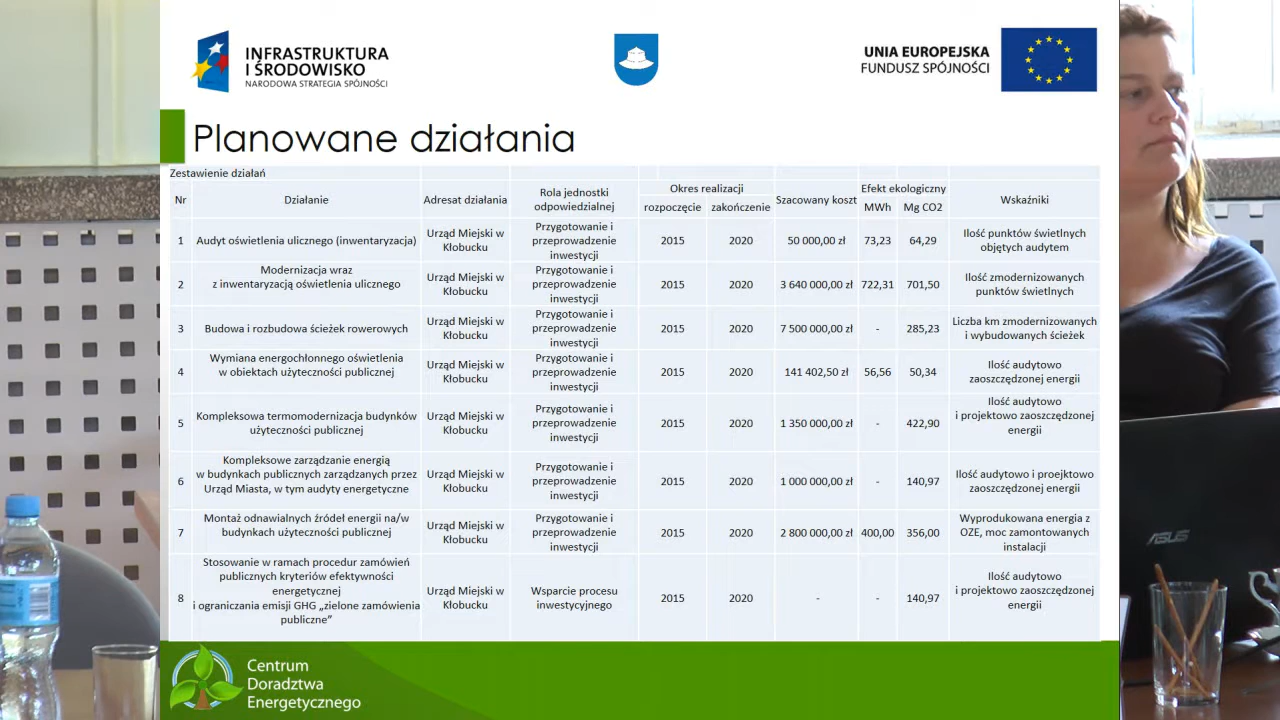 INFRASTRUKTURA
I ŚRODOWISKO
NARODOWA STRATEGIA SPÓJNOŚCI
UNIA EUROPEJSKA
FUNDUSZ SPÓJNOŚCI
Planowane działania
Zestawienie działań
Nr Działanie Adresat działania Rola jednostki odpowiedzialnej Okres realizacji rozpoczęcie zakończenie Szacowany koszt Efekt ekologiczny MWh Mg CO2 Wskaźniki
1 Audyt oświetlenia ulicznego (inwentaryzacja) Urząd Miejski w Kłobucku Przygotowanie i przeprowadzenie inwestycji 2015 2020 50 000,00 zł 73,23 64,29 Ilość punktów świetlnych objętych audytem
2 Modernizacja wraz z inwentaryzacją oświetlenia ulicznego Urząd Miejski w Kłobucku Przygotowanie i przeprowadzenie inwestycji 2015 2020 3 640 000,00 zł 722,31 701,50 Ilość zmodernizowanych punktów świetlnych
3 Budowa i rozbudowa ścieżek rowerowych Urząd Miejski w Kłobucku Przygotowanie i przeprowadzenie inwestycji 2015 2020 7 500 000,00 zł - 285,23 Liczba km zmodernizowanych i wybudowanych ścieżek
4 Wymiana energochłonnego oświetlenia w obiektach użyteczności publicznej Urząd Miejski w Kłobucku Przygotowanie i przeprowadzenie inwestycji 2015 2020 141 402,50 zł 56,56 50,34 Ilość audytowo zaoszczędzonej energii
5 Kompleksowa termomodernizacja budynków użyteczności publicznej Urząd Miejski w Kłobucku Przygotowanie i przeprowadzenie inwestycji 2015 2020 1 350 000,00 zł - 422,90 Ilość audytowo i projektowo zaoszczędzonej energii
6 Kompleksowe zarządzanie energią w budynkach publicznych zarządzanych przez Urząd Miasta, w tym audyty energetyczne Urząd Miejski w Kłobucku Przygotowanie i przeprowadzenie inwestycji 2015 2020 1 000 000,00 zł - 140,97 Ilość audytowo i proejktowo zaoszczędzonej energii
7 Montaż odnawialnych źródeł energii na/w budynkach użyteczności publicznej Urząd Miejski w Kłobucku Przygotowanie i przeprowadzenie inwestycji 2015 2020 2 800 000,00 zł 400,00 356,00 Wyprodukowana energia z OZE, moc zamontowanych instalacji
8 Stosowanie w ramach procedur zamówień publicznych kryteriów efektywności energetycznej i ograniczania emisji GHG „zielone zamówienia publiczne” Urząd Miejski w Kłobucku Wsparcie procesu inwestycyjnego 2015 2020 - - 140,97 Ilość audytowo i projektowo zaoszczędzonej energii
Centrum
Doradztwa
Energetycznego
ASUS